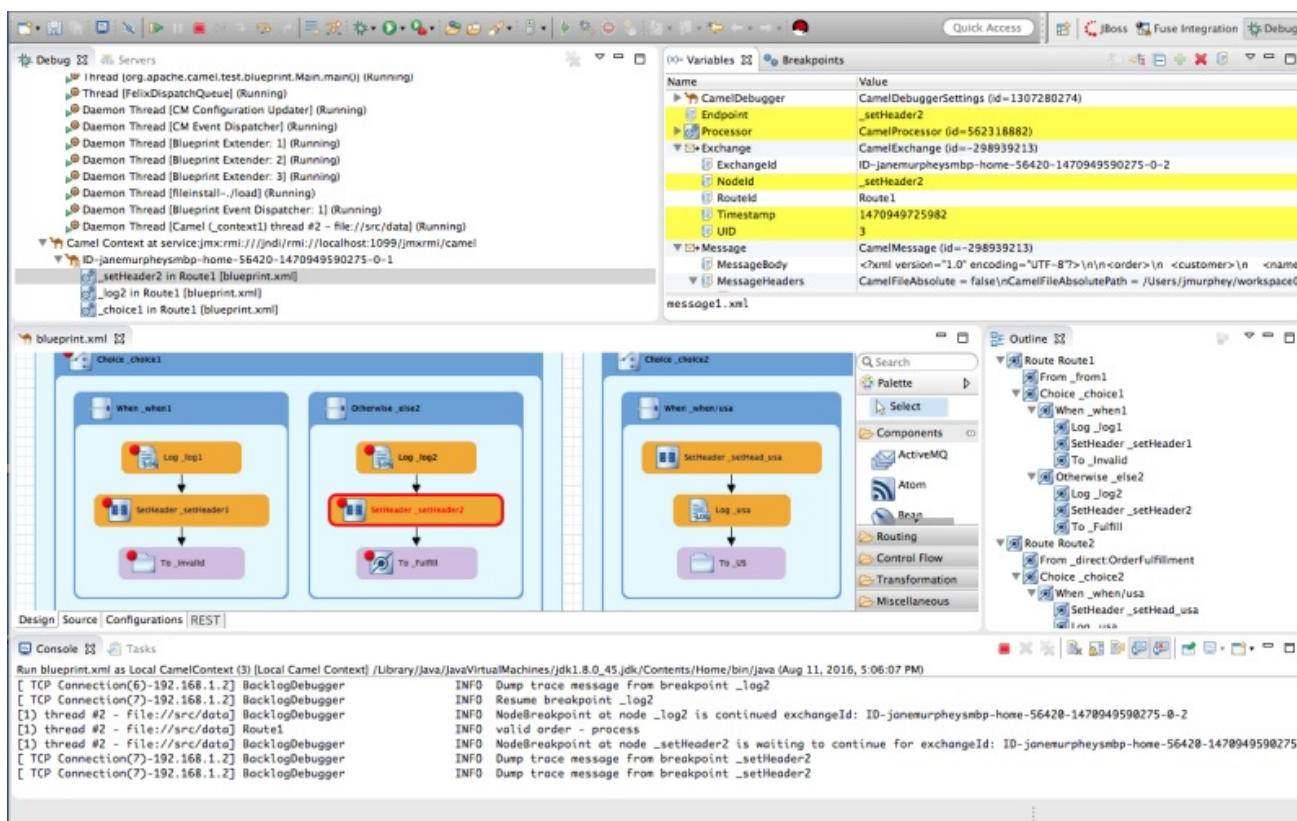 Quick Access
JBoss
Fuse Integration
Debug
Debug
Servers
Thread [org.apache.camel.test.blueprint.Main.main()] (Running)
Thread [FelixDispatchQueue] (Running)
Daemon Thread [CM Configuration Updater] (Running)
Daemon Thread [CM Event Dispatcher] (Running)
Daemon Thread [Blueprint Extender: 1] (Running)
Daemon Thread [Blueprint Extender: 2] (Running)
Daemon Thread [Blueprint Extender: 3] (Running)
Daemon Thread [fileinstall-./load] (Running)
Daemon Thread [Blueprint Event Dispatcher: 1] (Running)
Daemon Thread [Camel (_context1) thread #2 - file://src/data] (Running)
Camel Context at service:jmx:rmi:///jndi/rmi://localhost:1099/jmxrmi/camel
ID-janemurpheysmbp-home-56420-1470949590275-0-1
_setHeader2 in Route1 [blueprint.xml]
_log2 in Route1 [blueprint.xml]
_choice1 in Route1 [blueprint.xml]
(x)= Variables
Breakpoints
Name Value
CamelDebugger CamelDebuggerSettings (id=1307280274)
Endpoint _setHeader2
Processor CamelProcessor (id=562318882)
Exchange CamelExchange (id=-298939213)
ExchangeId ID-janemurpheysmbp-home-56420-1470949590275-0-2
NodeId _setHeader2
RouteId Route1
Timestamp 1470949725982
UID 3
Message CamelMessage (id=-298939213)
MessageBody <?xml version="1.0" encoding="UTF-8"?>\n\n<order>\n <customer>\n <name
MessageHeaders CamelFileAbsolute = false\nCamelFileAbsolutePath = /Users/jmurphey/workspace
message1.xml
blueprint.xml
Choice _choice1
When _when1
Log _log1
SetHeader _setHeader1
To _Invalid
Otherwise _else2
Log _log2
SetHeader _setHeader2
To _Fulfill
Choice _choice2
When _when/usa
SetHeader _setHead_usa
Log _usa
To _US
Search
Palette
Select
Components
ActiveMQ
Atom
Bean
Routing
Control Flow
Transformation
Miscellaneous
Design Source Configurations REST
Outline
Route Route1
From _from1
Choice _choice1
When _when1
Log _log1
SetHeader _setHeader1
To _Invalid
Otherwise _else2
Log _log2
SetHeader _setHeader2
To _Fulfill
Route Route2
From _direct:OrderFulfillment
Choice _choice2
When _when/usa
SetHeader _setHead_usa
Log _usa
Console
Tasks
Run blueprint.xml as Local CamelContext (3) [Local Camel Context] /Library/Java/JavaVirtualMachines/jdk1.8.0_45.jdk/Contents/Home/bin/java (Aug 11, 2016, 5:06:07 PM)
[ TCP Connection(6)-192.168.1.2] BacklogDebugger INFO Dump trace message from breakpoint _log2
[ TCP Connection(7)-192.168.1.2] BacklogDebugger INFO Resume breakpoint _log2
[1) thread #2 - file://src/data] BacklogDebugger INFO NodeBreakpoint at node _log2 is continued exchangeId: ID-janemurpheysmbp-home-56420-1470949590275-0-2
[1) thread #2 - file://src/data] Route1 INFO valid order - process
[1) thread #2 - file://src/data] BacklogDebugger INFO NodeBreakpoint at node _setHeader2 is waiting to continue for exchangeId: ID-janemurpheysmbp-home-56420-1470949590275
[ TCP Connection(7)-192.168.1.2] BacklogDebugger INFO Dump trace message from breakpoint _setHeader2
[ TCP Connection(7)-192.168.1.2] BacklogDebugger INFO Dump trace message from breakpoint _setHeader2